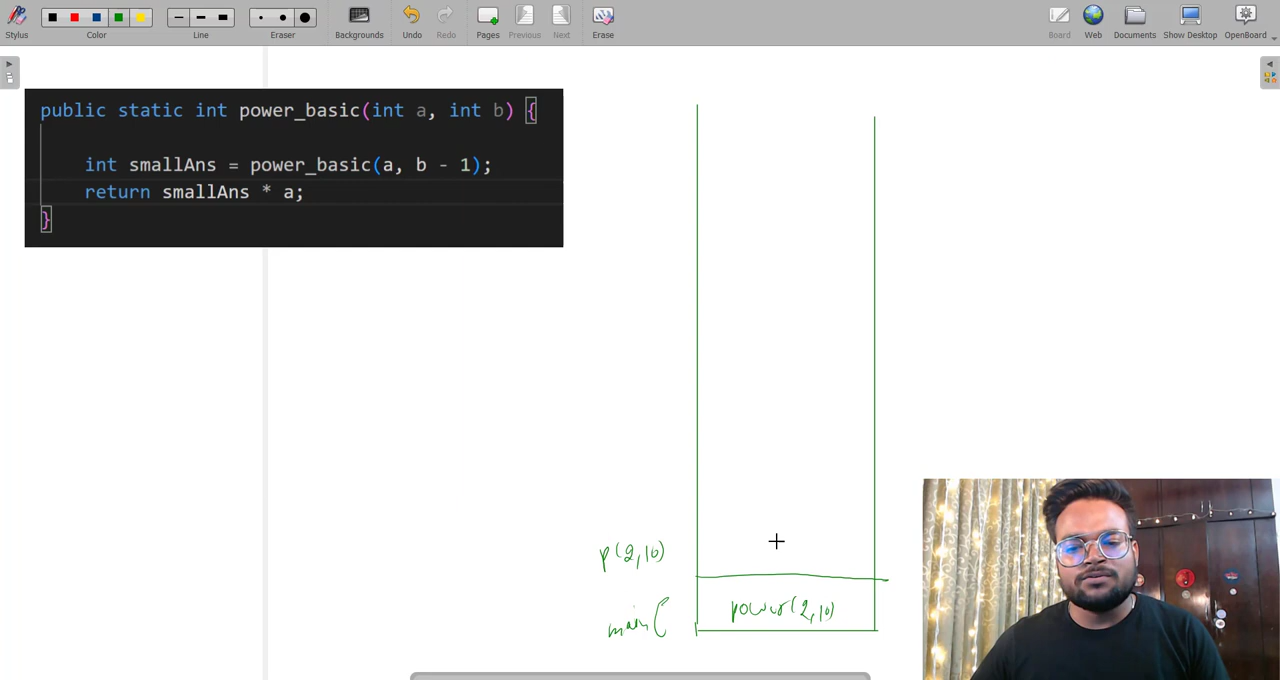 Stylus
Color
Line
Eraser
Backgrounds
Undo
Redo
Pages
Previous
Next
Erase
Board
Web
Documents
Show Desktop
OpenBoard
public static int power_basic(int a, int b) {
int smallAns = power_basic(a, b - 1);
return smallAns * a;
}
p(2,10)
main(
power(2,10)